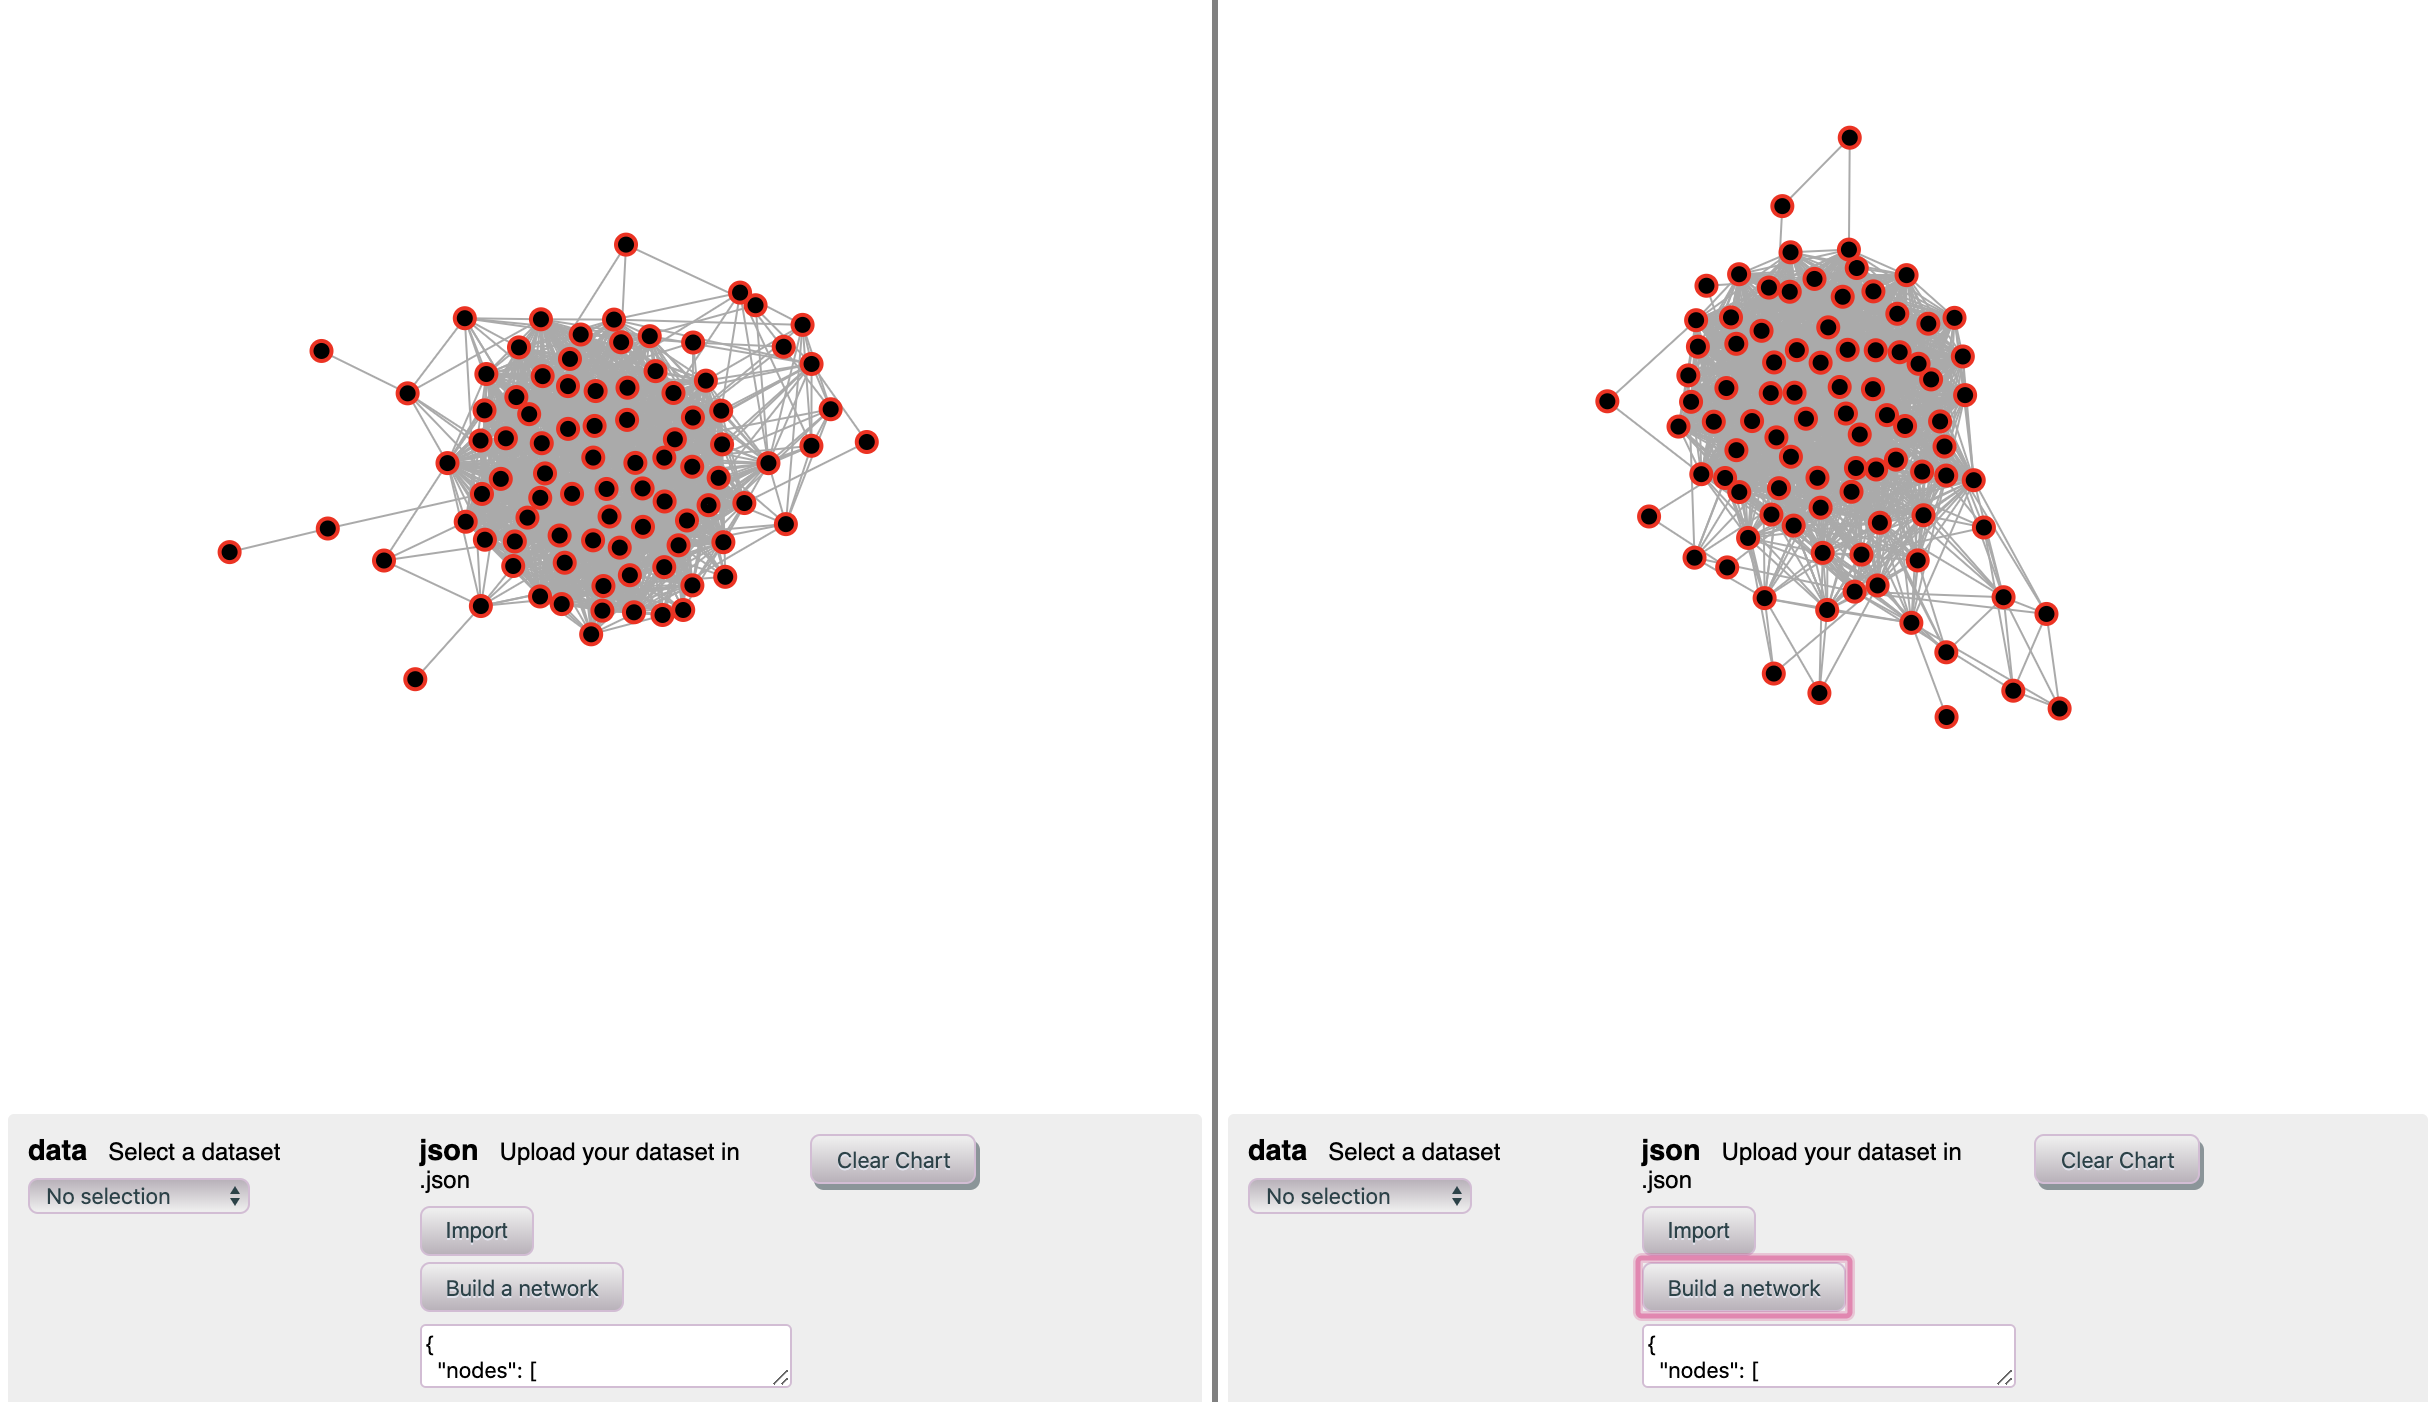 data Select a dataset
No selection
json Upload your dataset in
.json
Import
Build a network
{
"nodes": [
Clear Chart
data Select a dataset
No selection
json Upload your dataset in
.json
Import
Build a network
{
"nodes": [
Clear Chart